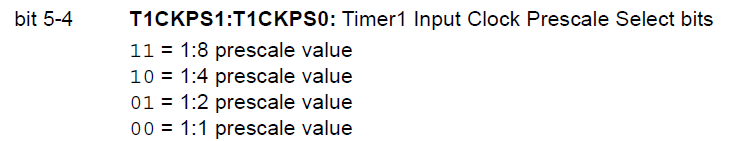 bit 5-4 T1CKPS1:T1CKPS0: Timer1 Input Clock Prescale Select bits
11 = 1:8 prescale value
10 = 1:4 prescale value
01 = 1:2 prescale value
00 = 1:1 prescale value